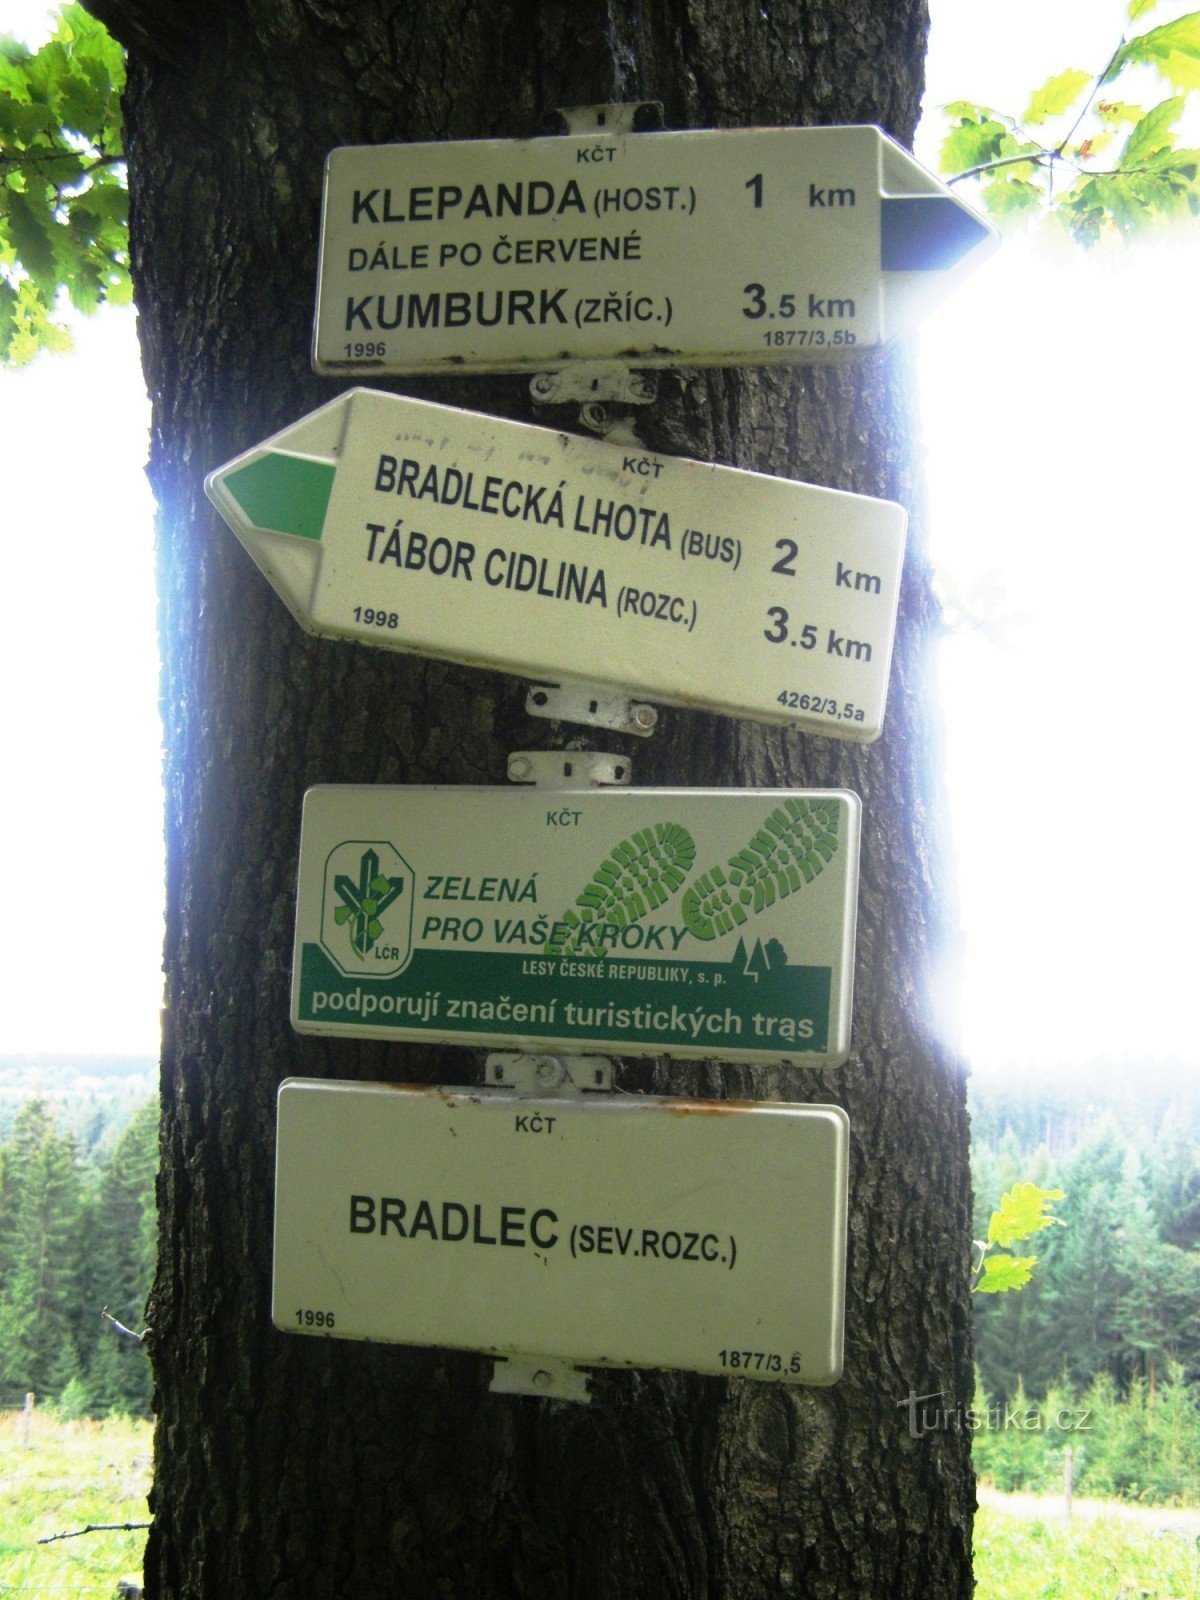 KČT
KLEPANDA (HOST.) 1 km
DÁLE PO ČERVENÉ
KUMBURK (ZŘÍC.) 3.5 km
1996 1877/3,5b
KČT
BRADLECKÁ LHOTA (BUS) 2 km
TÁBOR CIDLINA (ROZC.) 3.5 km
1998 4262/3,5a
KČT
ZELENÁ
PRO VAŠE KROKY
LČR
LESY ČESKÉ REPUBLIKY, s. p.
podporují značení turistických tras
KČT
BRADLEC (SEV.ROZC.)
1996 1877/3,5
Turistika.cz